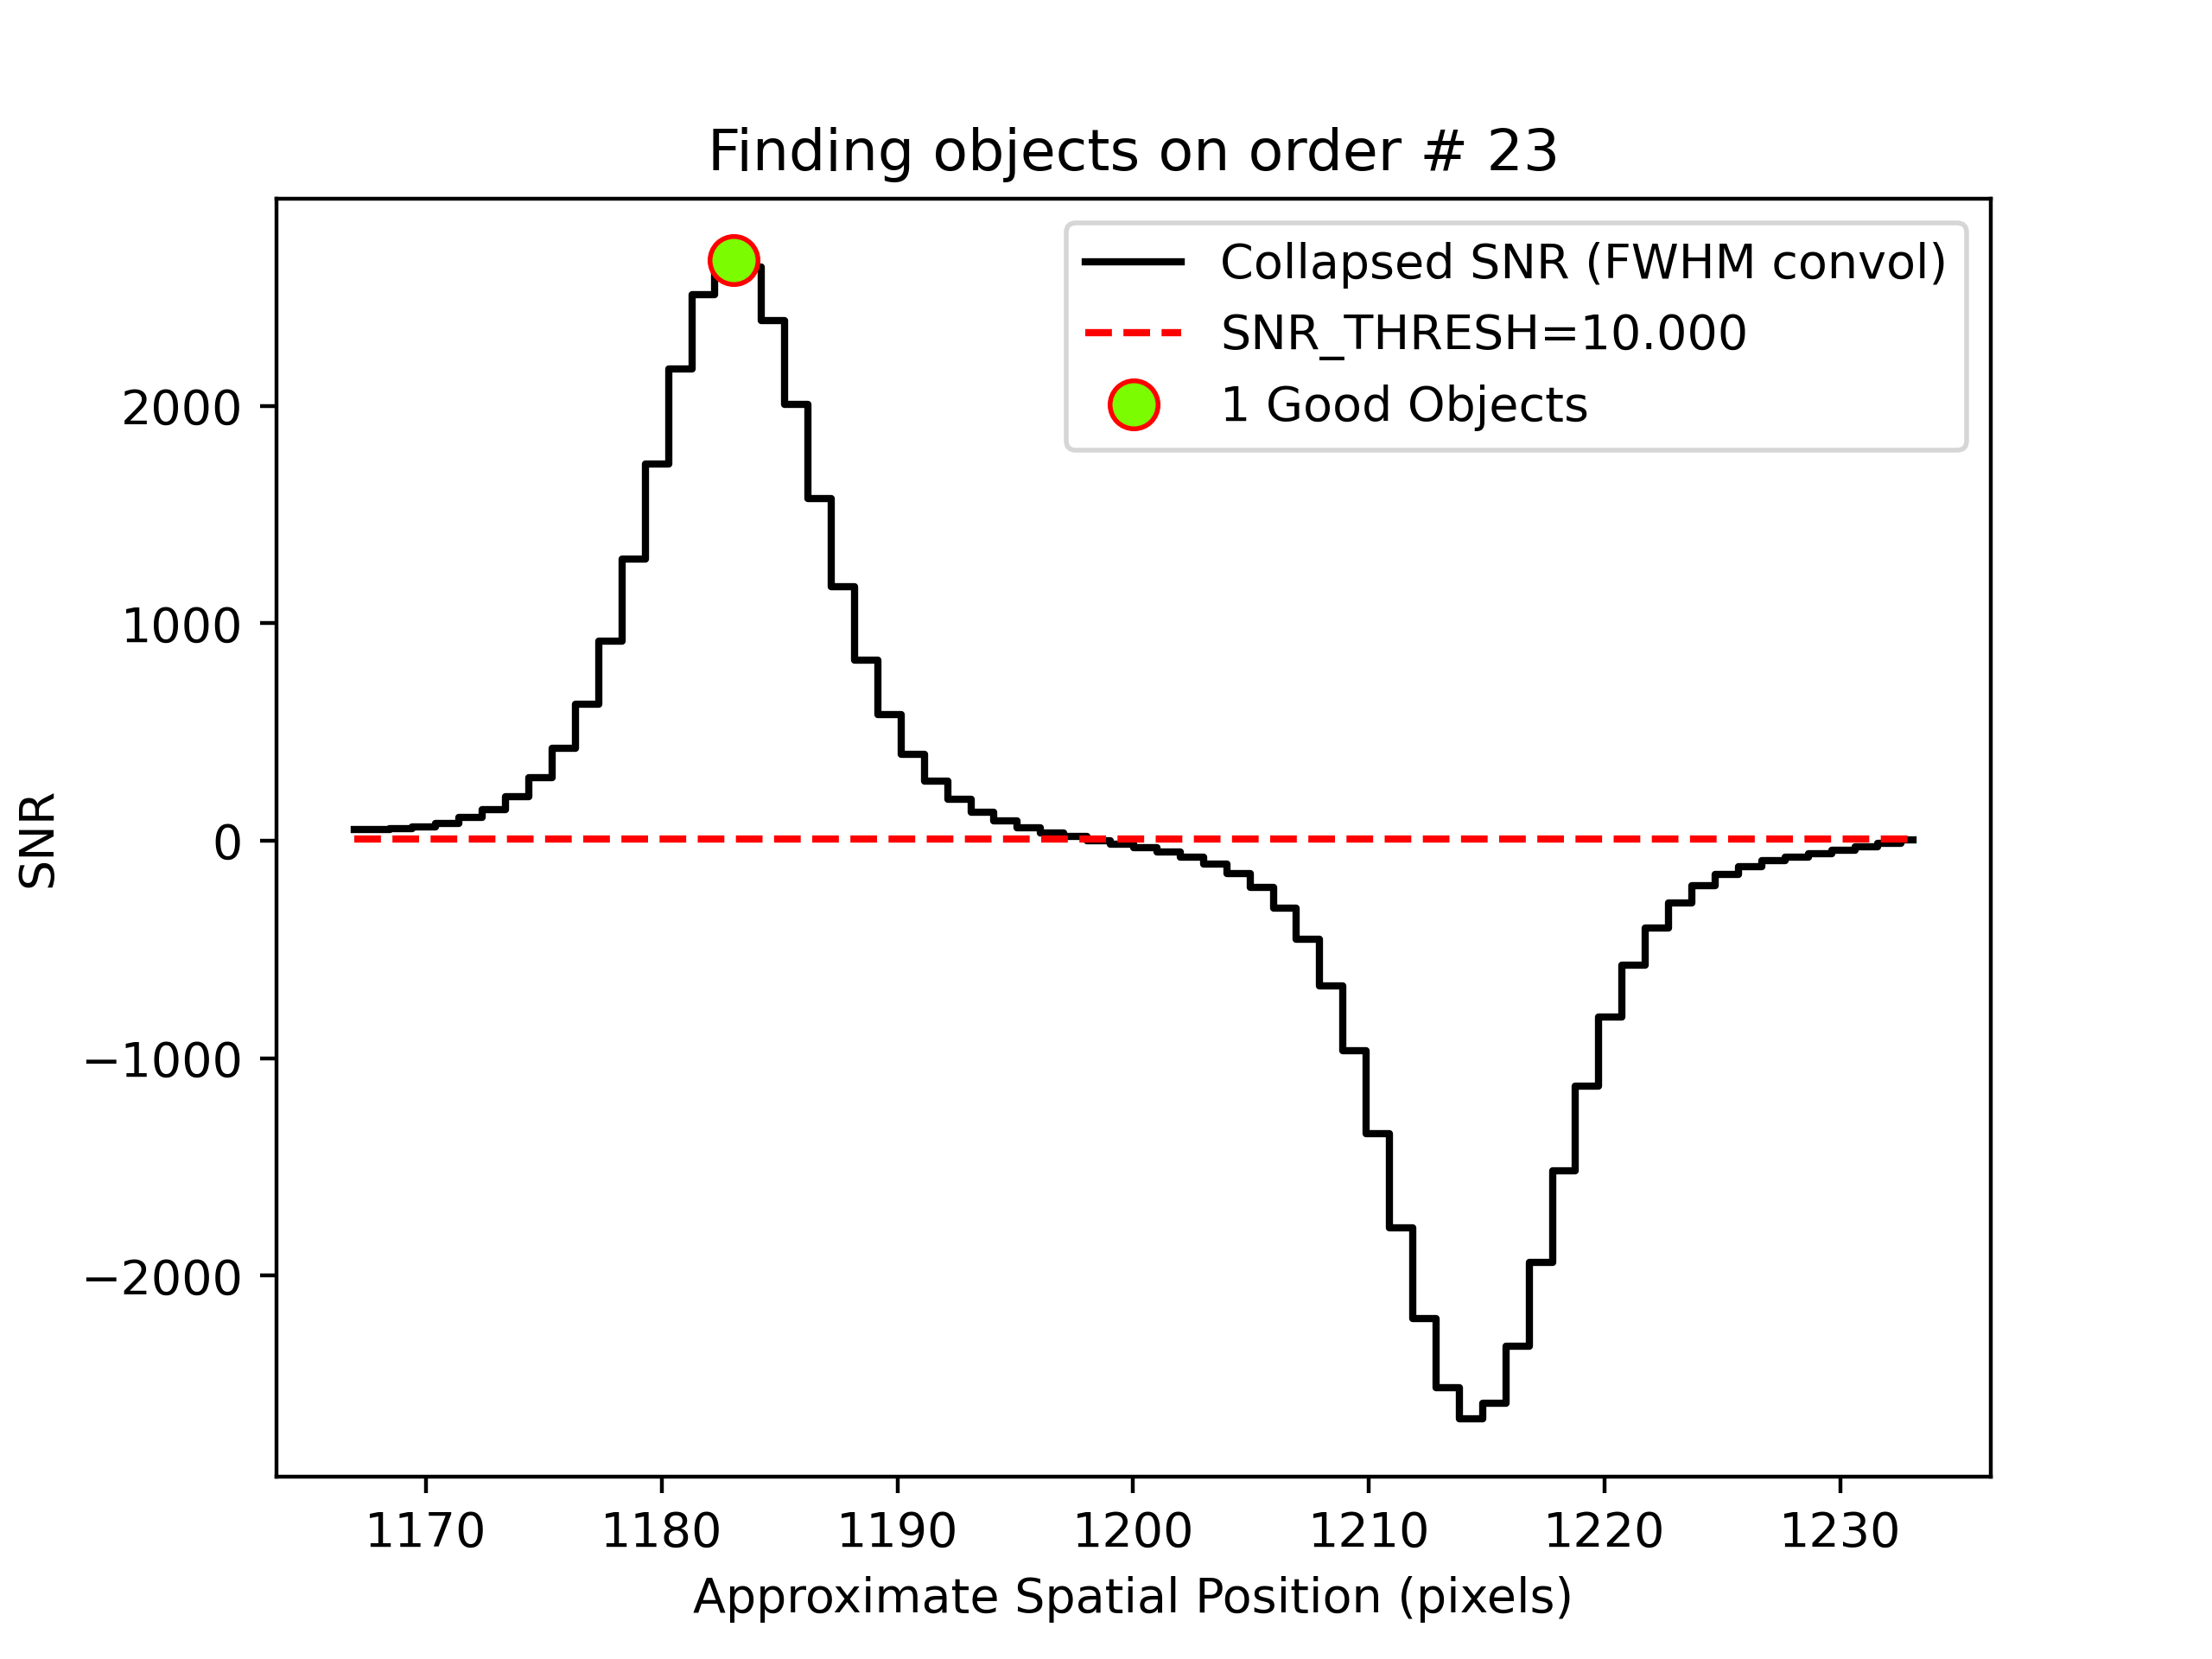 Finding objects on order # 23
Collapsed SNR (FWHM convol)
SNR_THRESH=10.000
1 Good Objects
2000
1000
0
−1000
−2000
SNR
1170 1180 1190 1200 1210 1220 1230
Approximate Spatial Position (pixels)